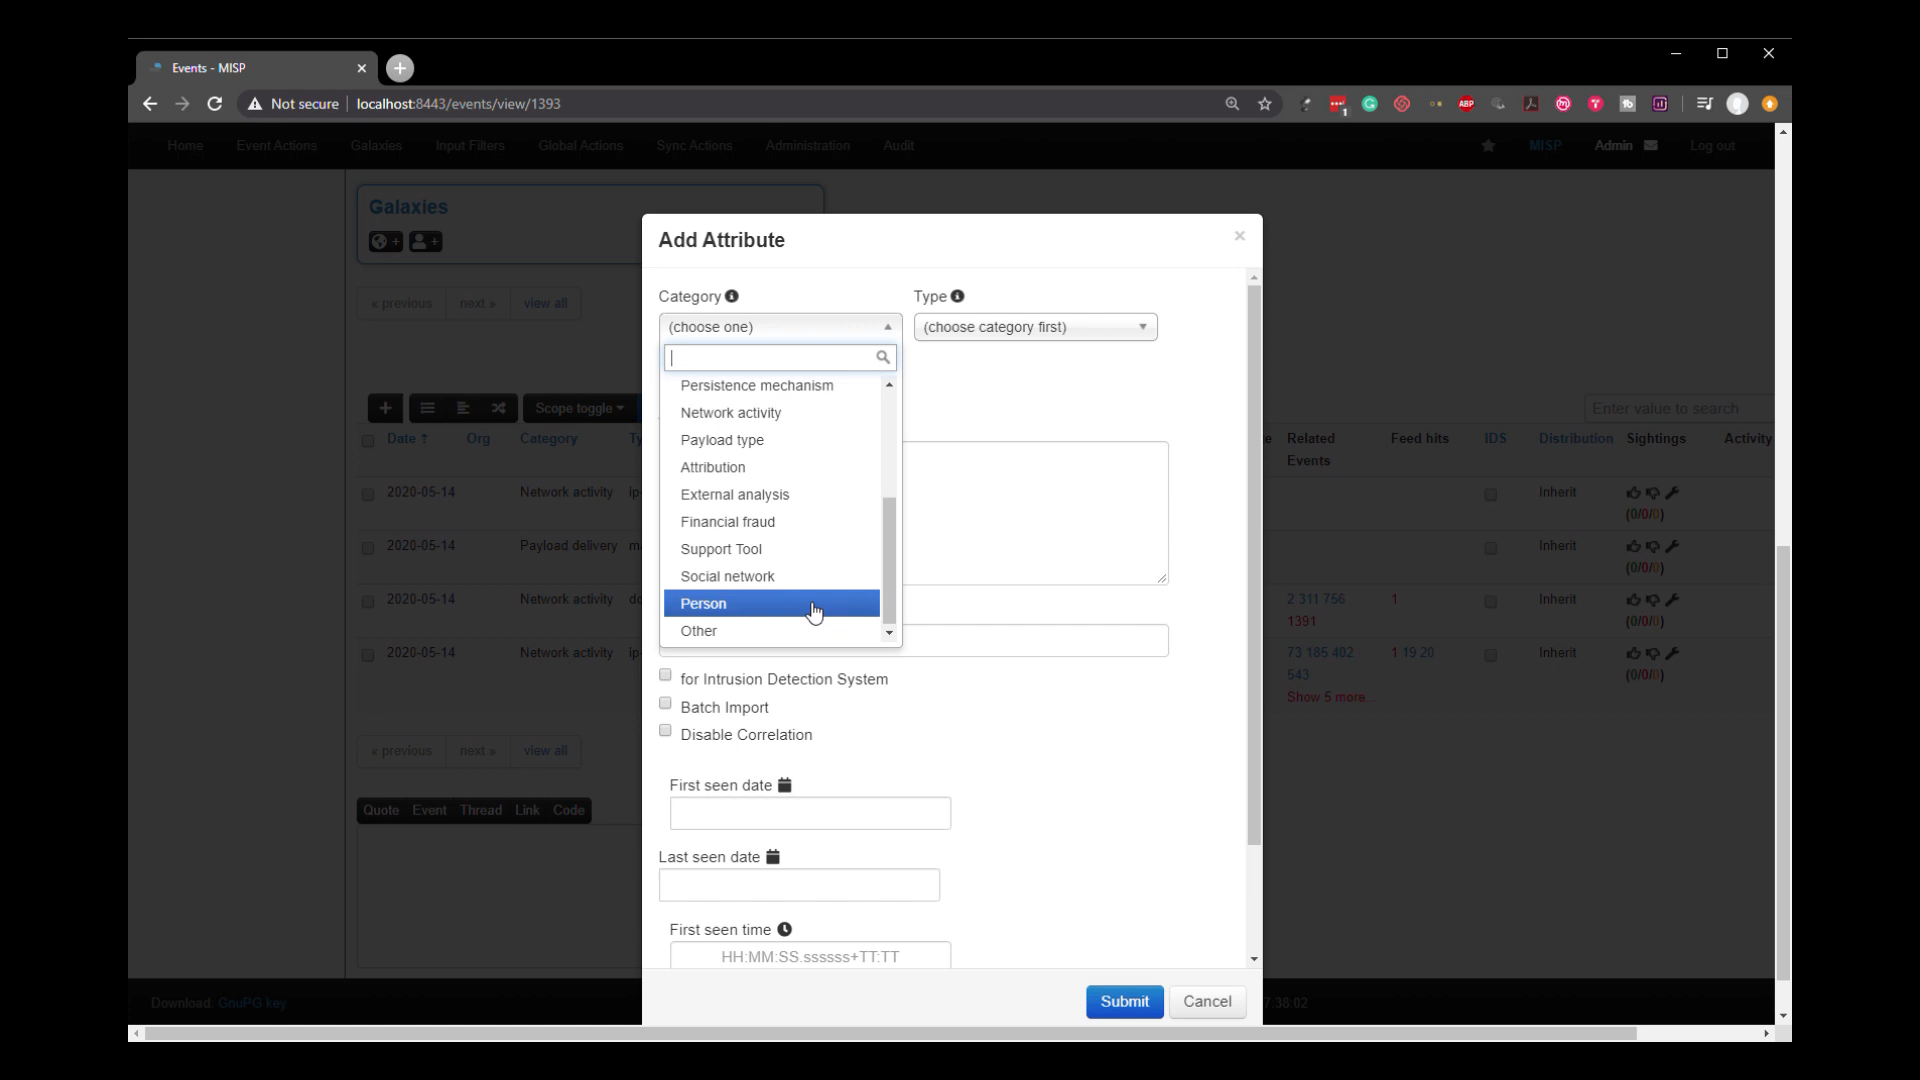 Events - MISP
Not secure
localhost:8443/events/view/1393
ABP
1
Home
Event Actions
Galaxies
Input Filters
Global Actions
Sync Actions
Administration
Audit
MISP
Admin
Log out
Galaxies
+
+
« previous
next »
view all
Scope toggle
Enter value to search
Date
Org
Category
Ty
Related Events
Feed hits
IDS
Distribution
Sightings
Activity
2020-05-14
Network activity
ip-
Inherit
(0/0/0)
2020-05-14
Payload delivery
Inherit
(0/0/0)
2020-05-14
Network activity
2 311 756
1391
1
Inherit
(0/0/0)
2020-05-14
Network activity
ip-
73 185 402
543
Show 5 more...
1 19 20
Inherit
(0/0/0)
« previous
next »
view all
Quote
Event
Thread
Link
Code
Add Attribute
×
Category
Type
(choose one)
(choose category first)
Persistence mechanism
Network activity
Payload type
Attribution
External analysis
Financial fraud
Support Tool
Social network
Person
Other
for Intrusion Detection System
Batch Import
Disable Correlation
First seen date
Last seen date
First seen time
HH:MM:SS.ssssss+TT:TT
Submit
Cancel
Download:
GnuPG key
7:38:02